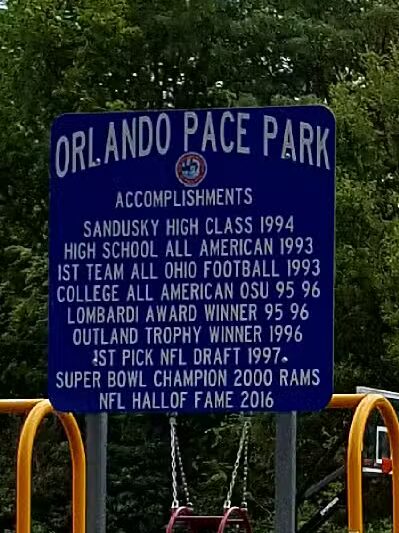 ORLANDO PACE PARK
ACCOMPLISHMENTS
SANDUSKY HIGH CLASS 1994
HIGH SCHOOL ALL AMERICAN 1993
1ST TEAM ALL OHIO FOOTBALL 1993
COLLEGE ALL AMERICAN OSU 95 96
LOMBARDI AWARD WINNER 95 96
OUTLAND TROPHY WINNER 1996
1ST PICK NFL DRAFT 1997
SUPER BOWL CHAMPION 2000 RAMS
NFL HALLOF FAME 2016